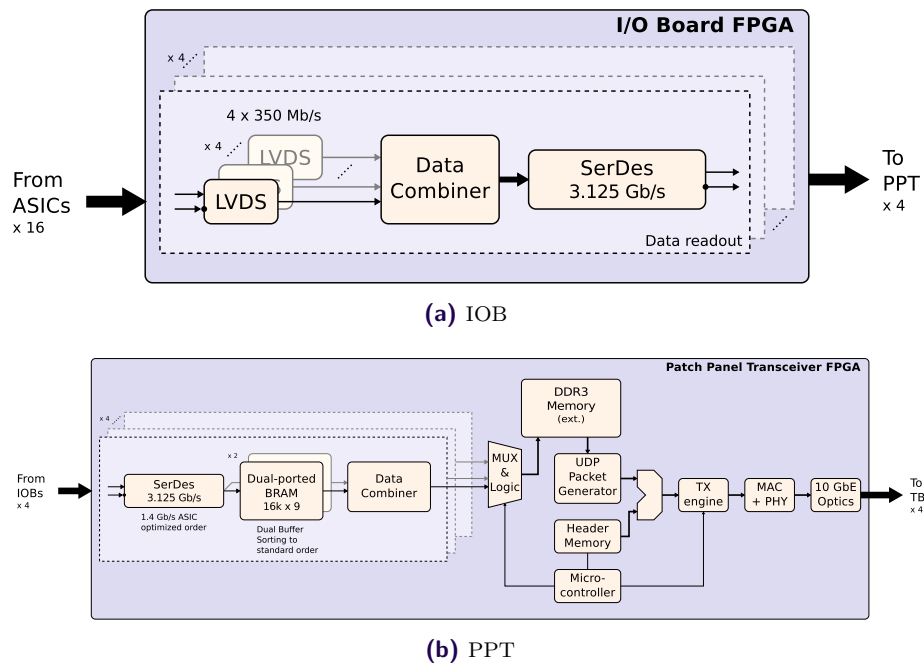 I/O Board FPGA
x 4
4 x 350 Mb/s
x 4
LVDS
LVDS
Data
Combiner
SerDes
3.125 Gb/s
Data readout
From
ASICs
x 16
To
PPT
x 4
(a) IOB
Patch Panel Transceiver FPGA
DDR3
Memory
(ext.)
x 4
x 2
SerDes
3.125 Gb/s
1.4 Gb/s ASIC
optimized order
Dual-ported
BRAM
16k x 9
Dual Buffer
Sorting to
standard order
Data
Combiner
MUX
&
Logic
UDP
Packet
Generator
Header
Memory
Micro-
controller
TX
engine
MAC
+ PHY
10 GbE
Optics
From
IOBs
x 4
To
TB
x 4
(b) PPT